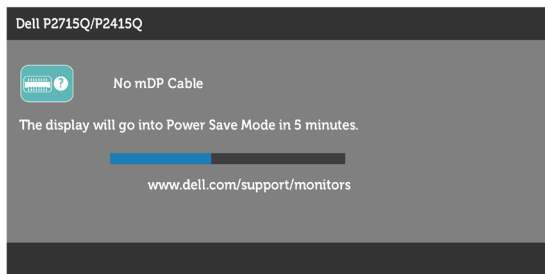 Dell P2715Q/P2415Q
?
No mDP Cable
The display will go into Power Save Mode in 5 minutes.
www.dell.com/support/monitors